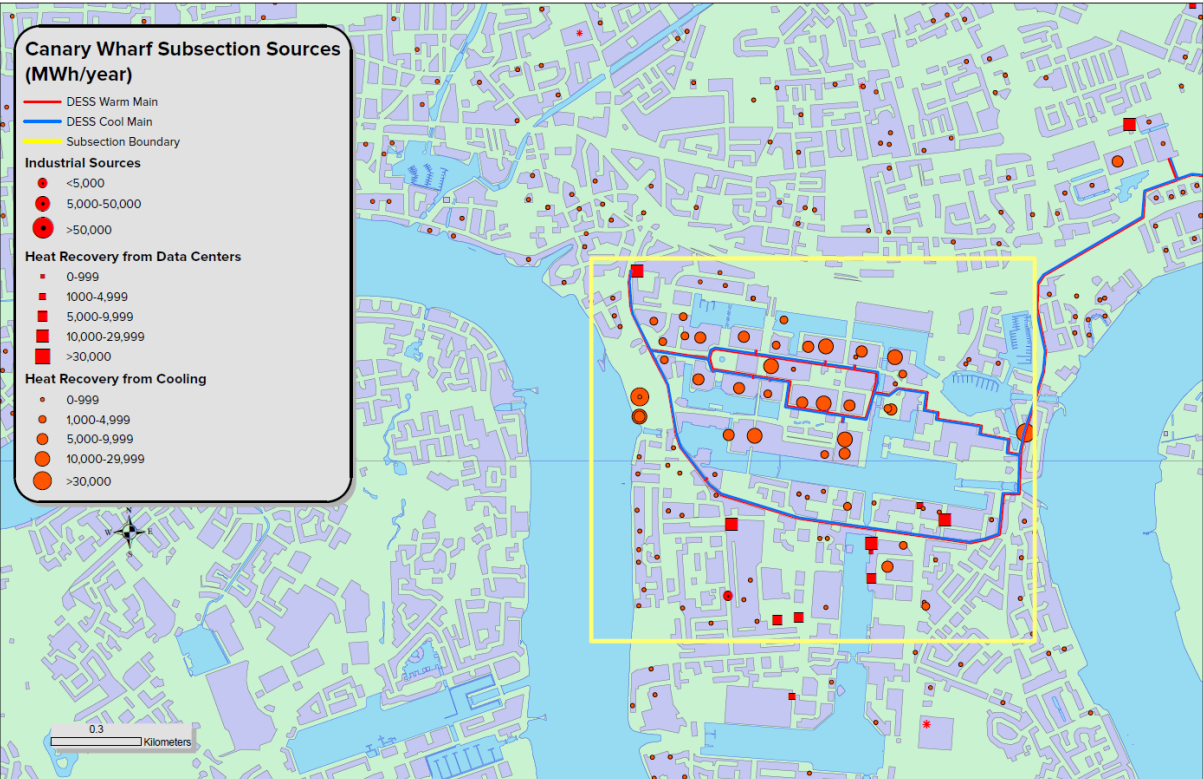 Canary Wharf Subsection Sources
(MWh/year)
DESS Warm Main
DESS Cool Main
Subsection Boundary
Industrial Sources
<5,000
5,000-50,000
>50,000
Heat Recovery from Data Centers
0-999
1000-4,999
5,000-9,999
10,000-29,999
>30,000
Heat Recovery from Cooling
0-999
1,000-4,999
5,000-9,999
10,000-29,999
>30,000
N
W E
S
0.3
Kilometers